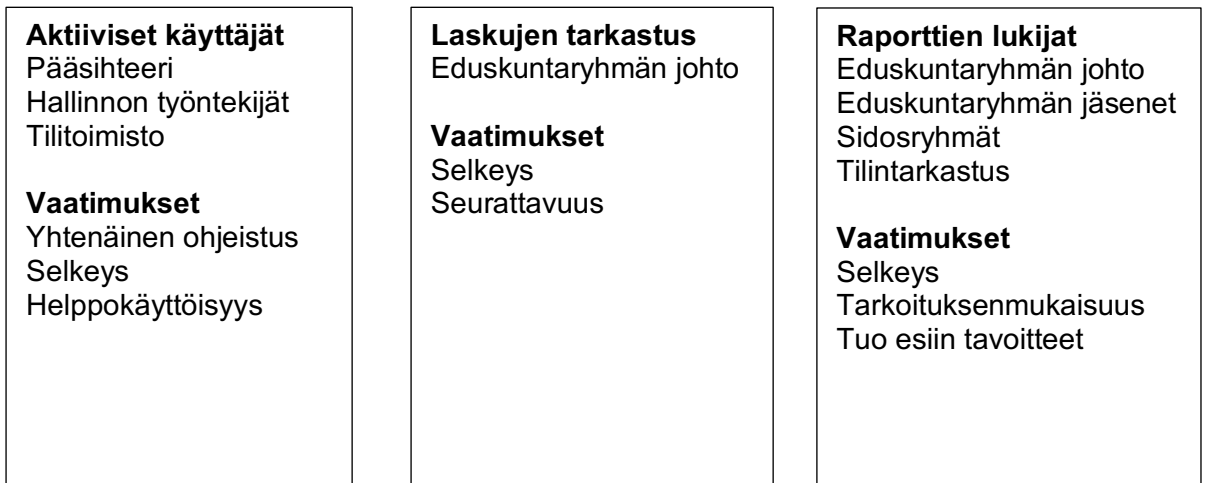 Aktiiviset käyttäjät
Pääsihteeri
Hallinnon työntekijät
Tilitoimisto
Vaatimukset
Yhtenäinen ohjeistus
Selkeys
Helppokäyttöisyys
Laskujen tarkastus
Eduskuntaryhmän johto
Vaatimukset
Selkeys
Seurattavuus
Raporttien lukijat
Eduskuntaryhmän johto
Eduskuntaryhmän jäsenet
Sidosryhmät
Tilintarkastus
Vaatimukset
Selkeys
Tarkoituksenmukaisuus
Tuo esiin tavoitteet